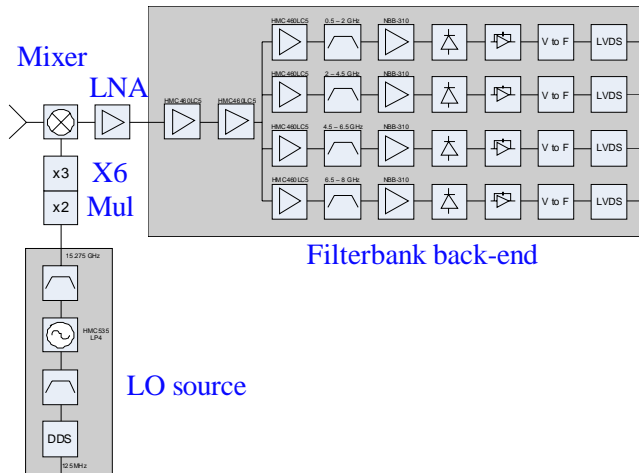 Mixer
LNA
HMC460LC5
HMC460LC5
HMC460LC5
0.5 – 2 GHz
NBB-310
V to F
LVDS
HMC460LC5
2 – 4.5 GHz
NBB-310
V to F
LVDS
HMC460LC5
4.5 – 6.5 GHz
NBB-310
V to F
LVDS
HMC460LC5
6.5 – 8 GHz
NBB-310
V to F
LVDS
x3
x2
X6
Mul
Filterbank back-end
15.275 GHz
HMC535
LP4
LO source
DDS
125MHz